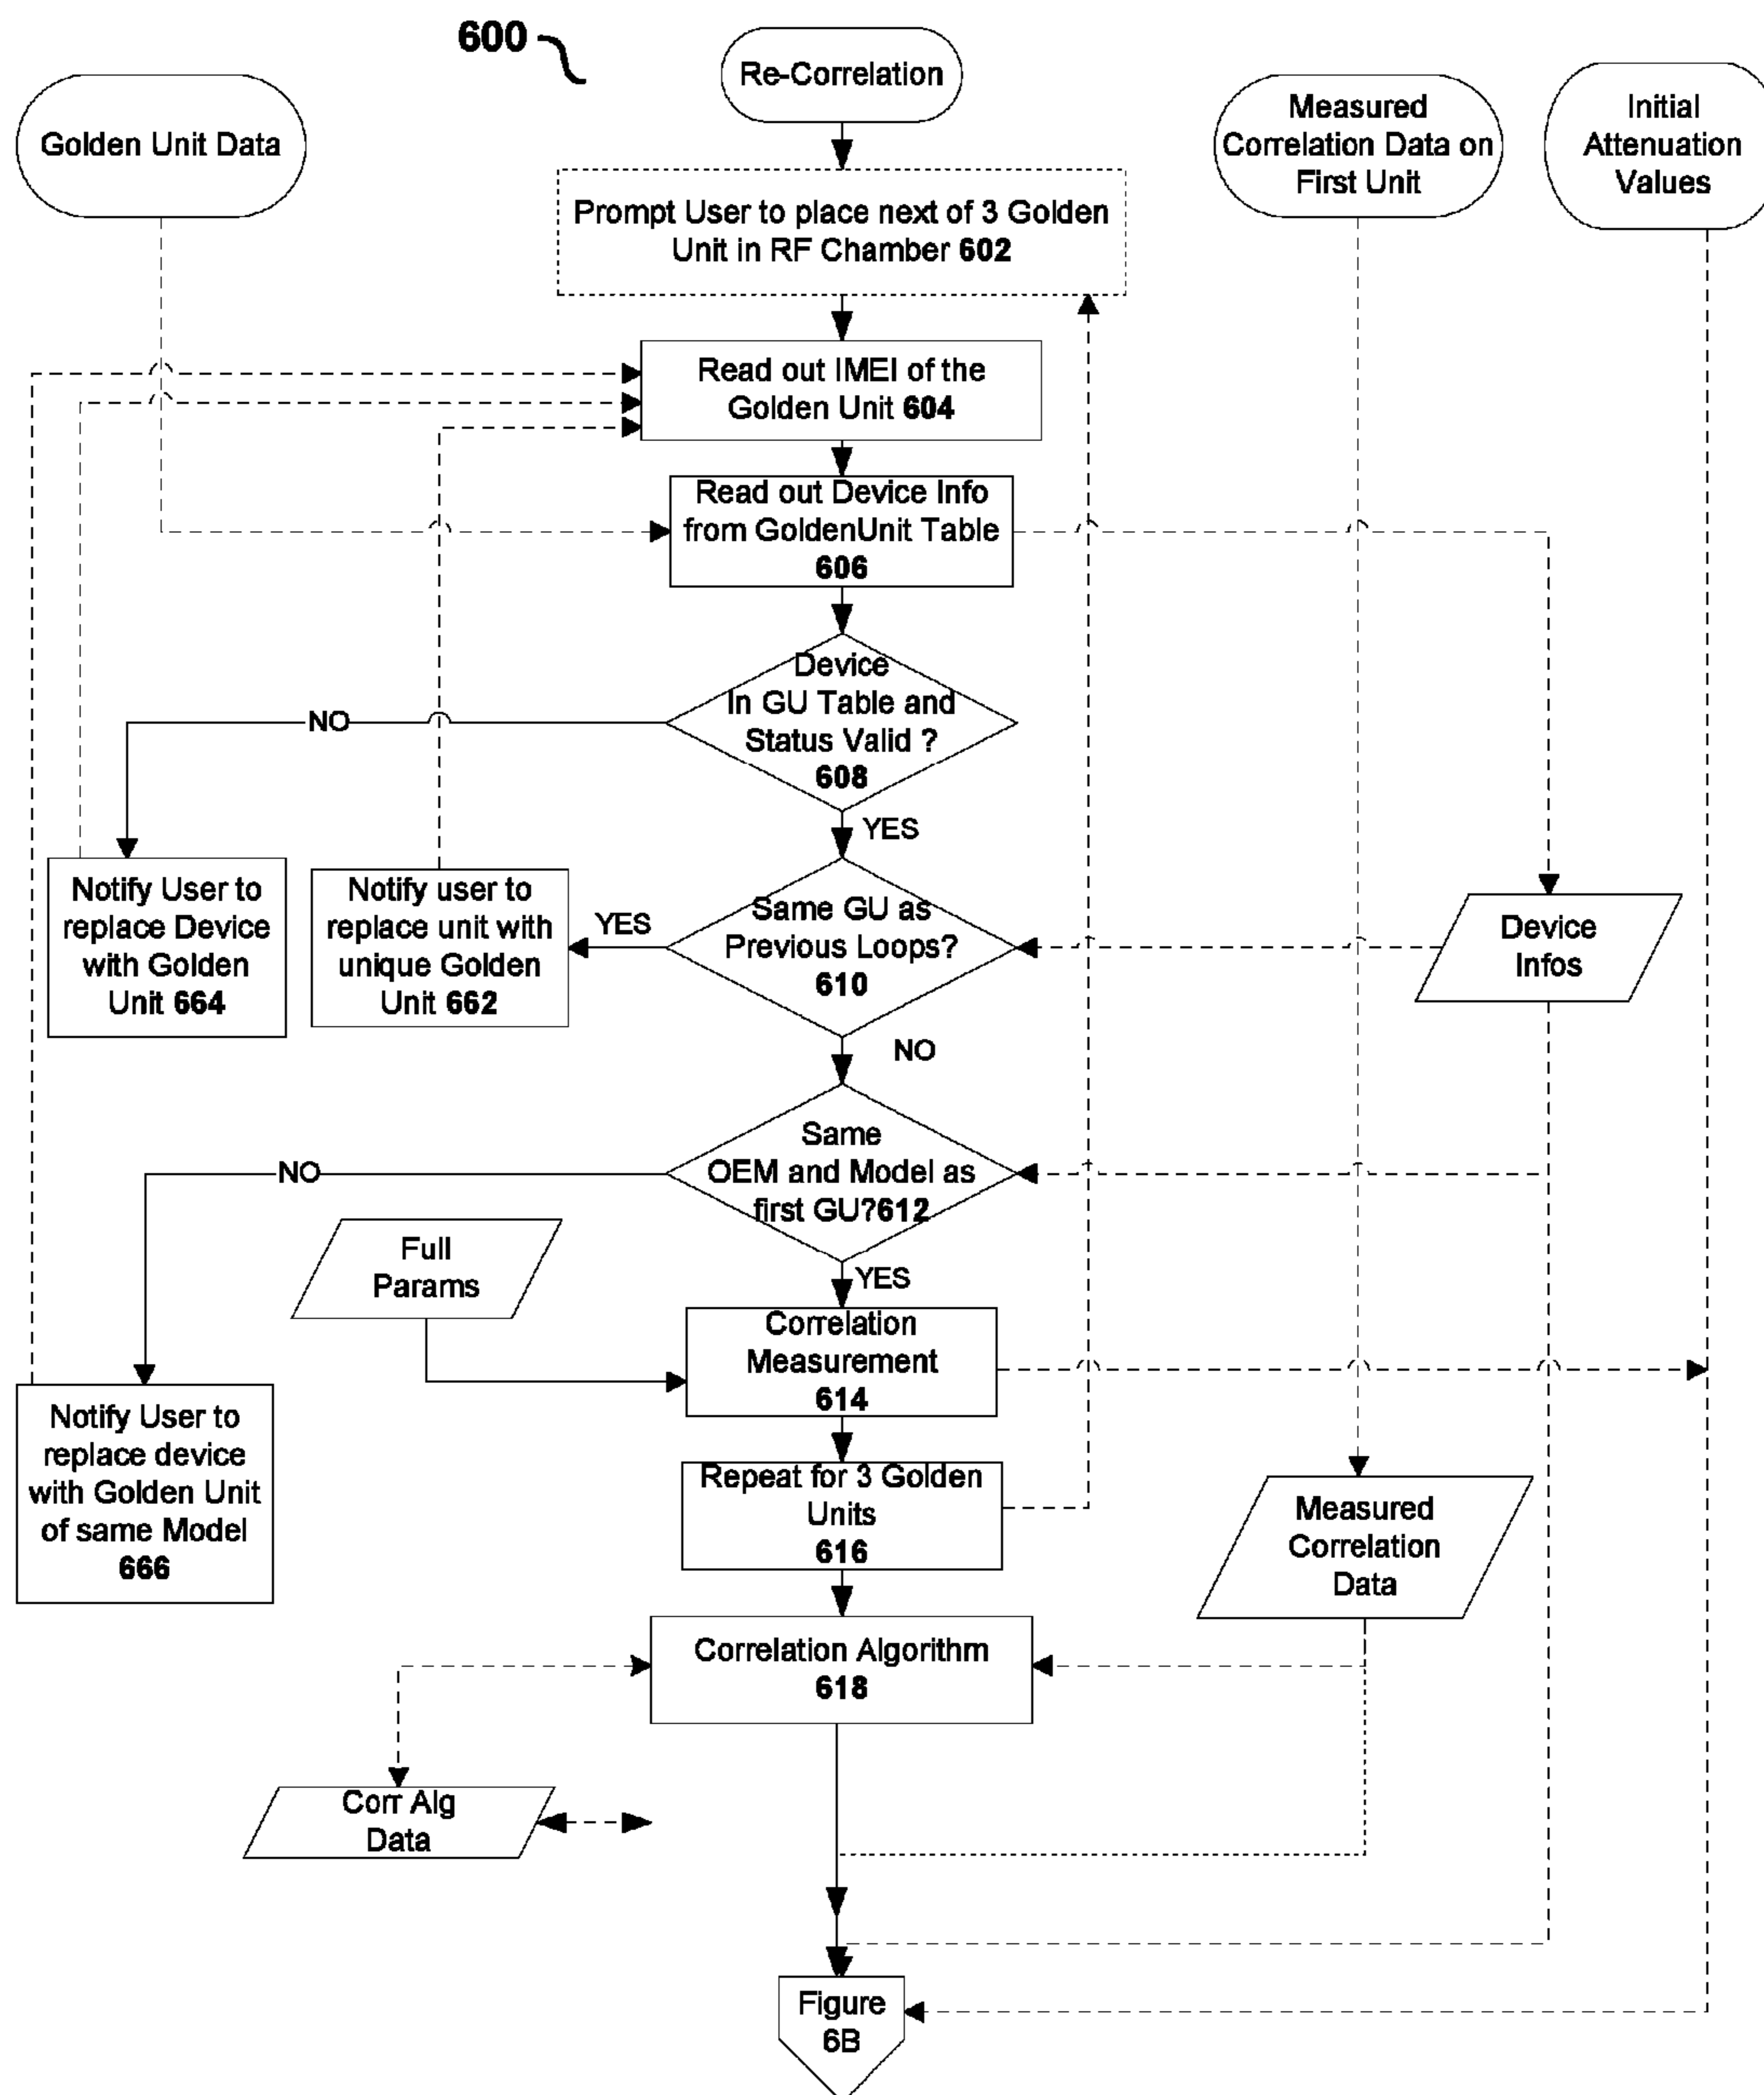 600
Re-Correlation
Golden Unit Data
Measured
Correlation Data on
First Unit
Initial
Attenuation
Values
Prompt User to place next of 3 Golden
Unit in RF Chamber 602
Read out IMEI of the
Golden Unit 604
Read out Device Info
from GoldenUnit Table
606
Device
In GU Table and
Status Valid ?
608
NO
YES
Notify User to
replace Device
with Golden
Unit 664
Notify user to
replace unit with
unique Golden
Unit 662
YES
Same GU as
Previous Loops?
610
Device
Infos
NO
Same
OEM and Model as
first GU?612
NO
YES
Full
Params
Correlation
Measurement
614
Notify User to
replace device
with Golden Unit
of same Model
666
Repeat for 3 Golden
Units
616
Measured
Correlation
Data
Correlation Algorithm
618
Corr Alg
Data
Figure
6B